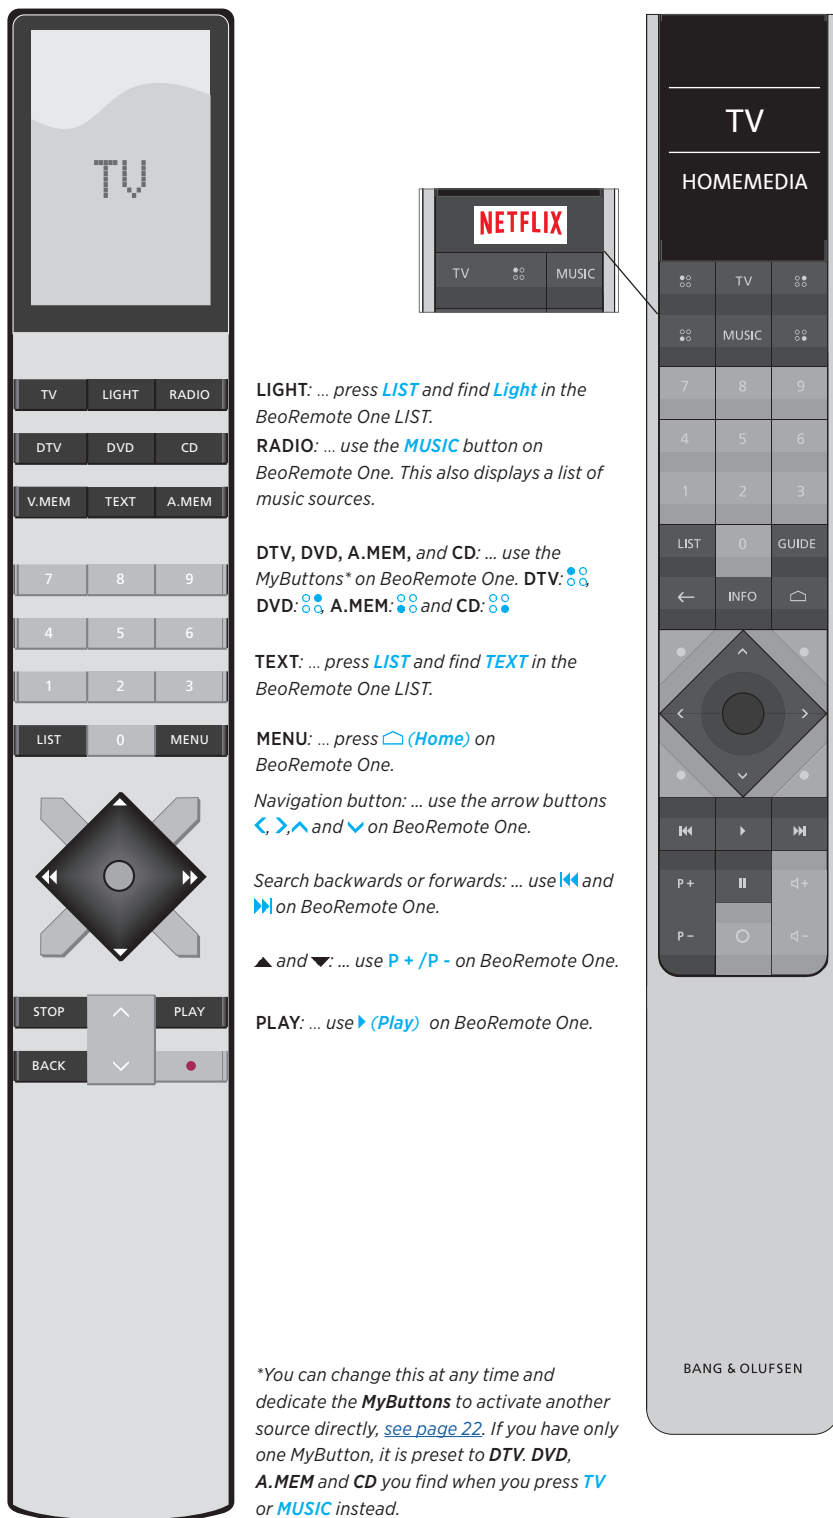 TV
TV LIGHT RADIO
DTV DVD CD
V.MEM TEXT A.MEM
7 8 9
4 5 6
1 2 3
LIST 0 MENU
STOP PLAY
BACK
NETFLIX
TV MUSIC
LIGHT: ... press LIST and find Light in the
BeoRemote One LIST.
RADIO: ... use the MUSIC button on
BeoRemote One. This also displays a list of
music sources.
DTV, DVD, A.MEM, and CD: ... use the
MyButtons* on BeoRemote One. DTV: ,
DVD: , A.MEM: and CD:
TEXT: ... press LIST and find TEXT in the
BeoRemote One LIST.
MENU: ... press (Home) on
BeoRemote One.
Navigation button: ... use the arrow buttons
, , and on BeoRemote One.
Search backwards or forwards: ... use and
on BeoRemote One.
▲ and ▼: ... use P + /P - on BeoRemote One.
PLAY: ... use (Play) on BeoRemote One.
*You can change this at any time and
dedicate the MyButtons to activate another
source directly, see page 22. If you have only
one MyButton, it is preset to DTV. DVD,
A.MEM and CD you find when you press TV
or MUSIC instead.
TV
HOMEMEDIA
TV
MUSIC
7 8 9
4 5 6
1 2 3
LIST 0 GUIDE
INFO
P +
P -
BANG & OLUFSEN